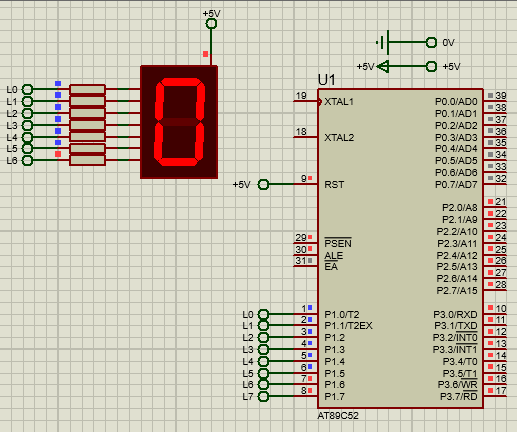 +5V
0V
+5V +5V
U1
L0
L1
L2
L3
L4
L5
L6
+5V
19 XTAL1
18 XTAL2
9 RST
29 PSEN
30 ALE
31 EA
L0 1 P1.0/T2
L1 2 P1.1/T2EX
L2 3 P1.2
L3 4 P1.3
L4 5 P1.4
L5 6 P1.5
L6 7 P1.6
L7 8 P1.7
P0.0/AD0 39
P0.1/AD1 38
P0.2/AD2 37
P0.3/AD3 36
P0.4/AD4 35
P0.5/AD5 34
P0.6/AD6 33
P0.7/AD7 32
P2.0/A8 21
P2.1/A9 22
P2.2/A10 23
P2.3/A11 24
P2.4/A12 25
P2.5/A13 26
P2.6/A14 27
P2.7/A15 28
P3.0/RXD 10
P3.1/TXD 11
P3.2/INT0 12
P3.3/INT1 13
P3.4/T0 14
P3.5/T1 15
P3.6/WR 16
P3.7/RD 17
AT89C52
0